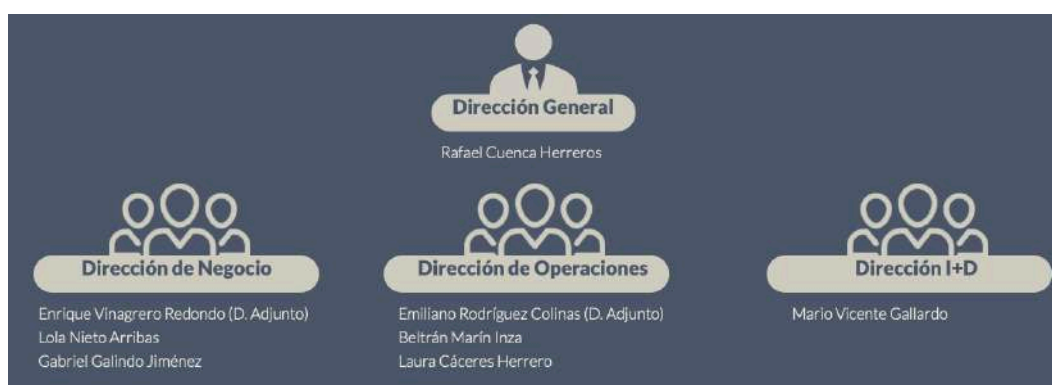 Dirección General
Rafael Cuenca Herreros
Dirección de Negocio
Enrique Vinagrero Redondo (D. Adjunto)
Lola Nieto Arribas
Gabriel Galindo Jiménez
Dirección de Operaciones
Emiliano Rodríguez Colinas (D. Adjunto)
Beltrán Marín Inza
Laura Cáceres Herrero
Dirección I+D
Mario Vicente Gallardo